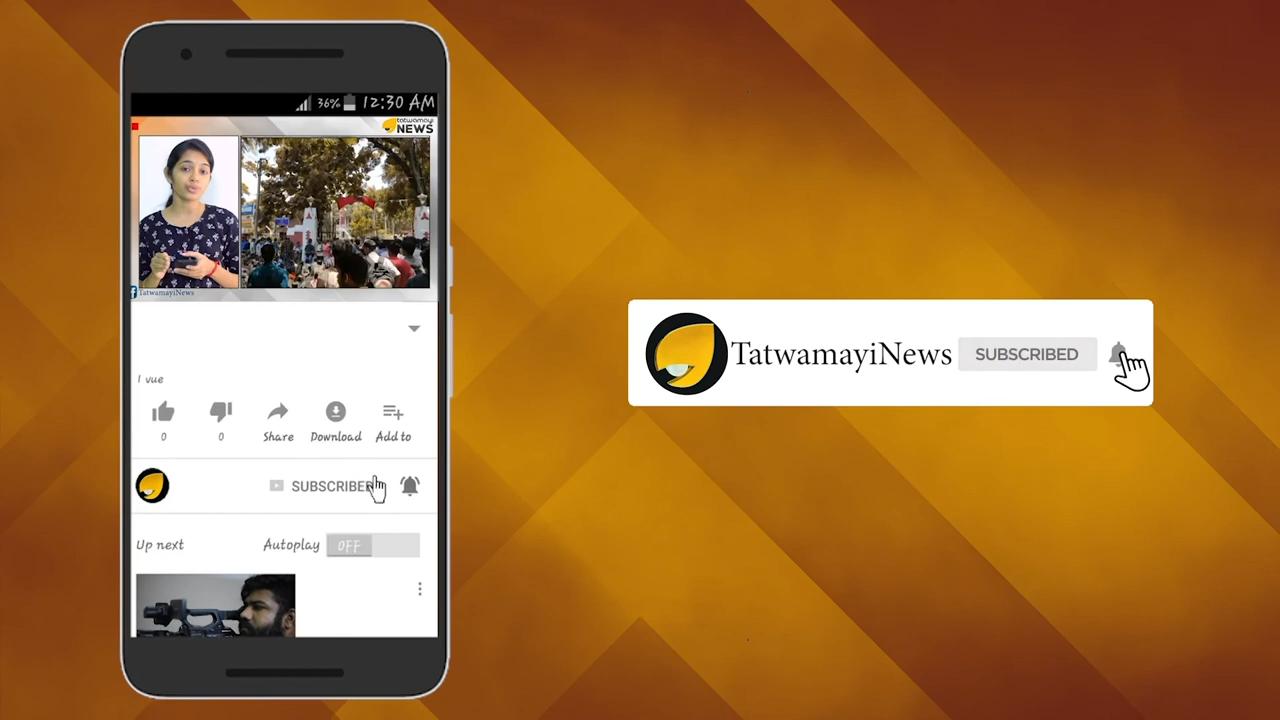 36%
12:30 AM
tatwamayi
NEWS
TatwamayiNews
1 vue
0
0
Share
Download
Add to
SUBSCRIBED
Up next
Autoplay
OFF
TatwamayiNews
SUBSCRIBED